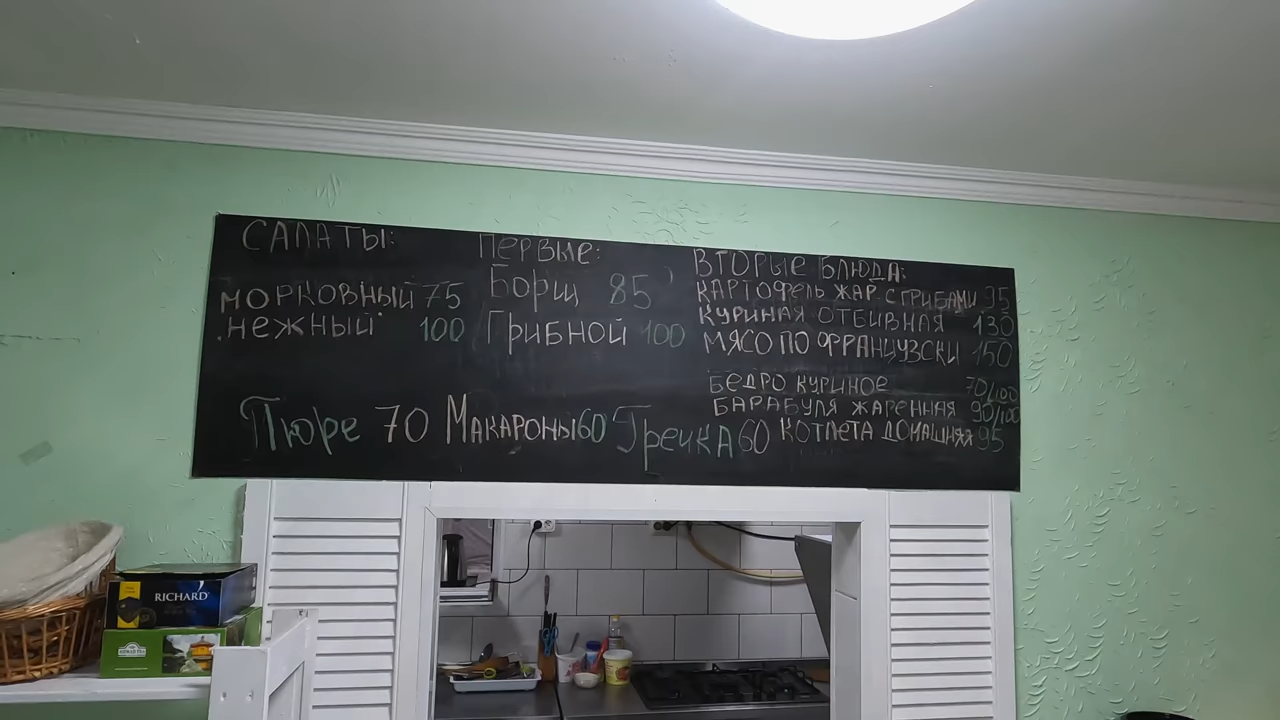 САЛАТЫ:
МОРКОВНЫЙ 75
"НЕЖНЫЙ" 100
ПЕРВЫЕ:
Борщ 85
Грибной 100
ВТОРЫЕ БЛЮДА:
КАРТОФЕЛЬ ЖАР. С ГРИБАМИ 95
КУРИНАЯ ОТБИВНАЯ 130
МЯСО ПО ФРАНЦУЗСКИ 150
БЕДРО КУРИНОЕ 70/100
БАРАБУЛЯ ЖАРЕННАЯ 90/100
КОТЛЕТА ДОМАШНЯЯ 95
Пюре 70 Макароны 60 Гречка 60
RICHARD